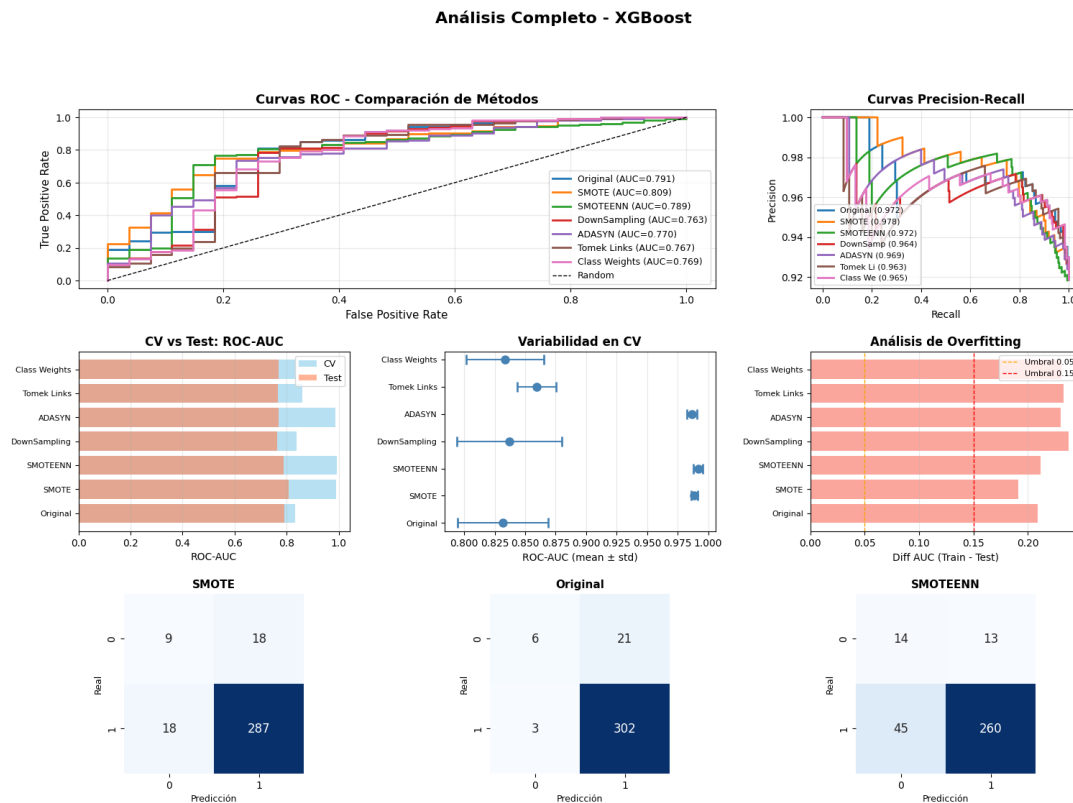 Análisis Completo - XGBoost
Curvas ROC - Comparación de Métodos
True Positive Rate
1.0
0.8
0.6
0.4
0.2
0.0
Original (AUC=0.791)
SMOTE (AUC=0.809)
SMOTEENN (AUC=0.789)
DownSampling (AUC=0.763)
ADASYN (AUC=0.770)
Tomek Links (AUC=0.767)
Class Weights (AUC=0.769)
Random
0.0 0.2 0.4 0.6 0.8 1.0
False Positive Rate
Curvas Precision-Recall
Precision
1.00
0.98
0.96
0.94
0.92
Original (0.972)
SMOTE (0.978)
SMOTEENN (0.972)
DownSamp (0.964)
ADASYN (0.969)
Tomek Li (0.963)
Class We (0.965)
0.0 0.2 0.4 0.6 0.8 1.0
Recall
CV vs Test: ROC-AUC
CV
Test
Class Weights
Tomek Links
ADASYN
DownSampling
SMOTEENN
SMOTE
Original
0.0 0.2 0.4 0.6 0.8 1.0
ROC-AUC
Variabilidad en CV
Class Weights
Tomek Links
ADASYN
DownSampling
SMOTEENN
SMOTE
Original
0.800 0.825 0.850 0.875 0.900 0.925 0.950 0.975 1.000
ROC-AUC (mean ± std)
Análisis de Overfitting
Umbral 0.05
Umbral 0.15
Class Weights
Tomek Links
ADASYN
DownSampling
SMOTEENN
SMOTE
Original
0.00 0.05 0.10 0.15 0.20
Diff AUC (Train - Test)
SMOTE
Real
0
9 18
1
18 287
0 1
Predicción
Original
Real
0
6 21
1
3 302
0 1
Predicción
SMOTEENN
Real
0
14 13
1
45 260
0 1
Predicción